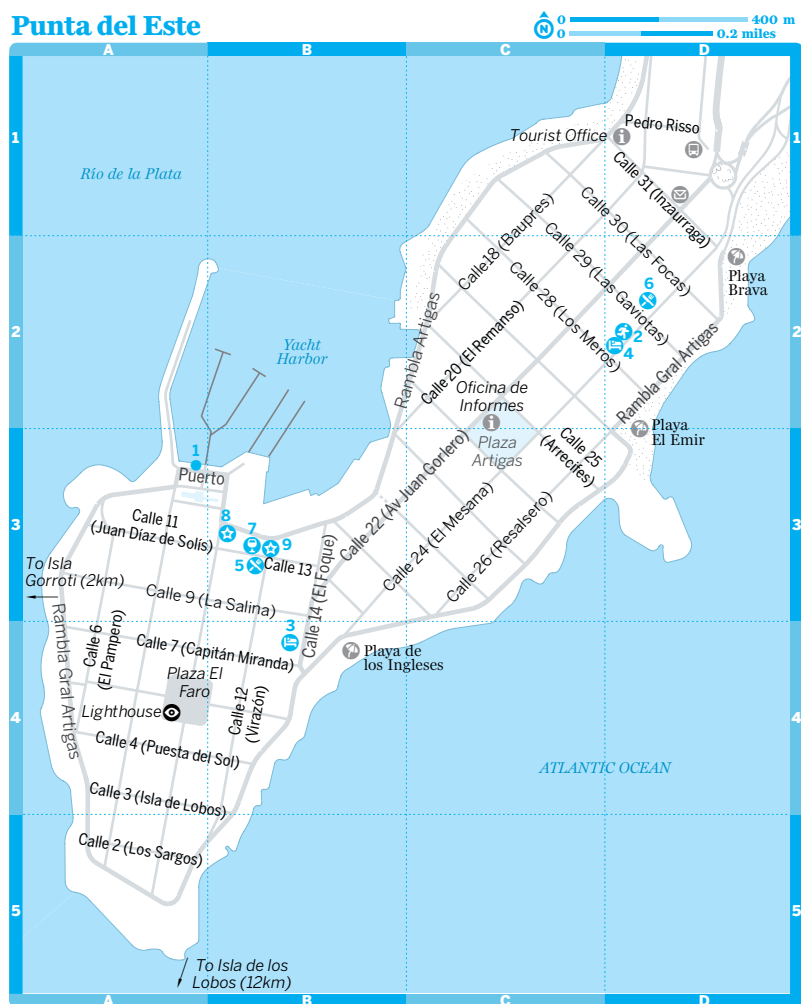 Punta del Este
N
0
400 m
0
0.2 miles
A
B
C
D
1
1
Pedro Risso
Tourist Office
Río de la Plata
Calle 31 (Inzaurraga)
Calle 30 (Las Focas)
Calle18 (Baupres)
Calle 29 (Las Gaviotas)
Calle 28 (Los Meros)
6
Playa
Brava
2
2
2
4
Yacht
Harbor
Rambla Artigas
Calle 20 (El Remanso)
Rambla Gral Artigas
Oficina de
Informes
Plaza
Artigas
Playa
El Emir
Calle 25
(Arrecifes)
1
Puerto
3
3
Calle 11
(Juan Díaz de Solís)
8
7
9
5
Calle 13
Calle 22 (Av Juan Gorlero)
Calle 24 (El Mesana)
Calle 26 (Resalsero)
To Isla
Gorroti (2km)
Calle 9 (La Salina)
Calle 14 (El Foque)
Rambla Gral Artigas
Calle 6
(El Pampero)
3
Calle 7 (Capitán Miranda)
Playa de
los Ingleses
Plaza El
Faro
4
4
Lighthouse
Calle 12
(Virazón)
Calle 4 (Puesta del Sol)
ATLANTIC OCEAN
Calle 3 (Isla de Lobos)
Calle 2 (Los Sargos)
5
5
To Isla de los
Lobos (12km)
A
B
C
D